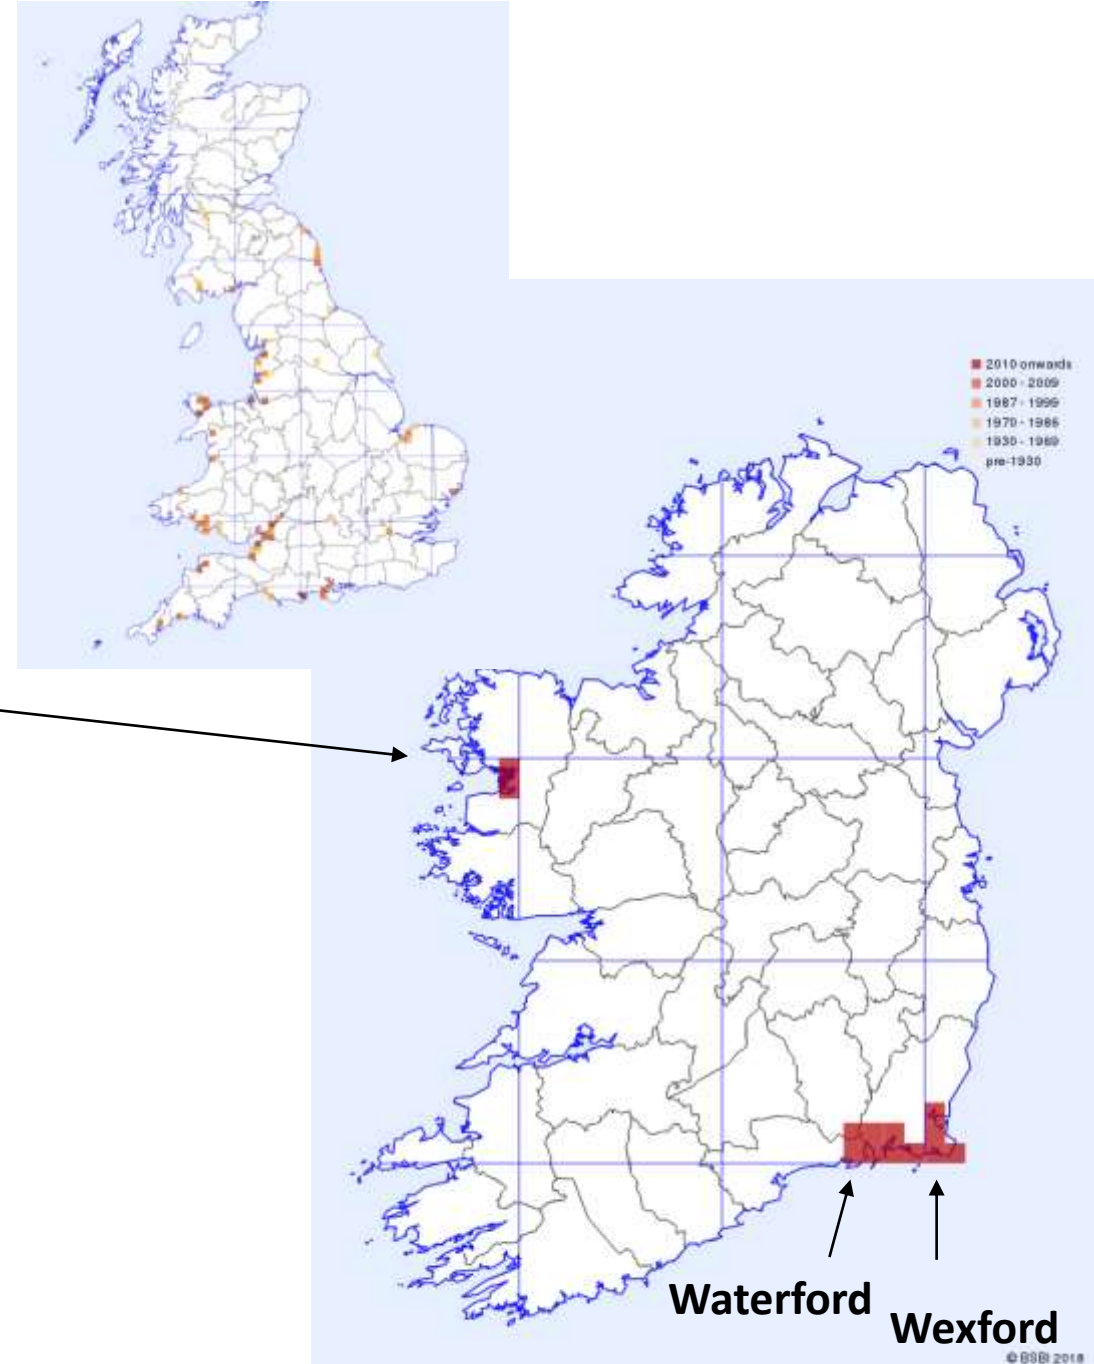 2010 onwards
2000 - 2009
1987 - 1999
1970 - 1986
1930 - 1969
pre-1930
Waterford
Wexford
© BSBI 2018